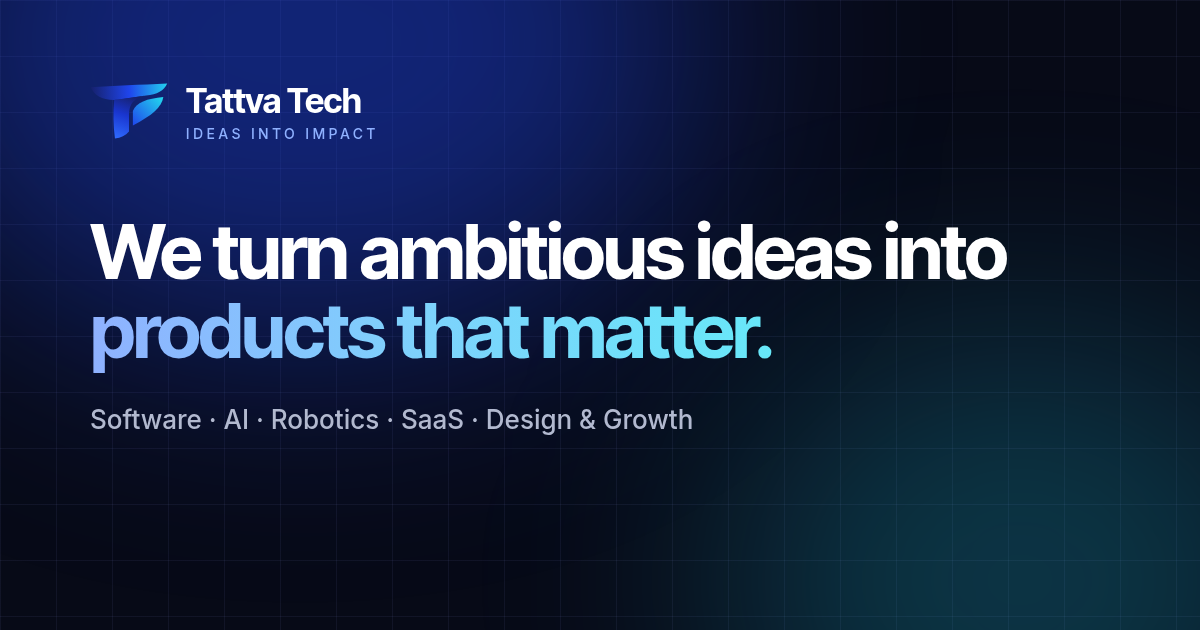 Tattva Tech
IDEAS INTO IMPACT
We turn ambitious ideas into
products that matter.
Software · AI · Robotics · SaaS · Design & Growth